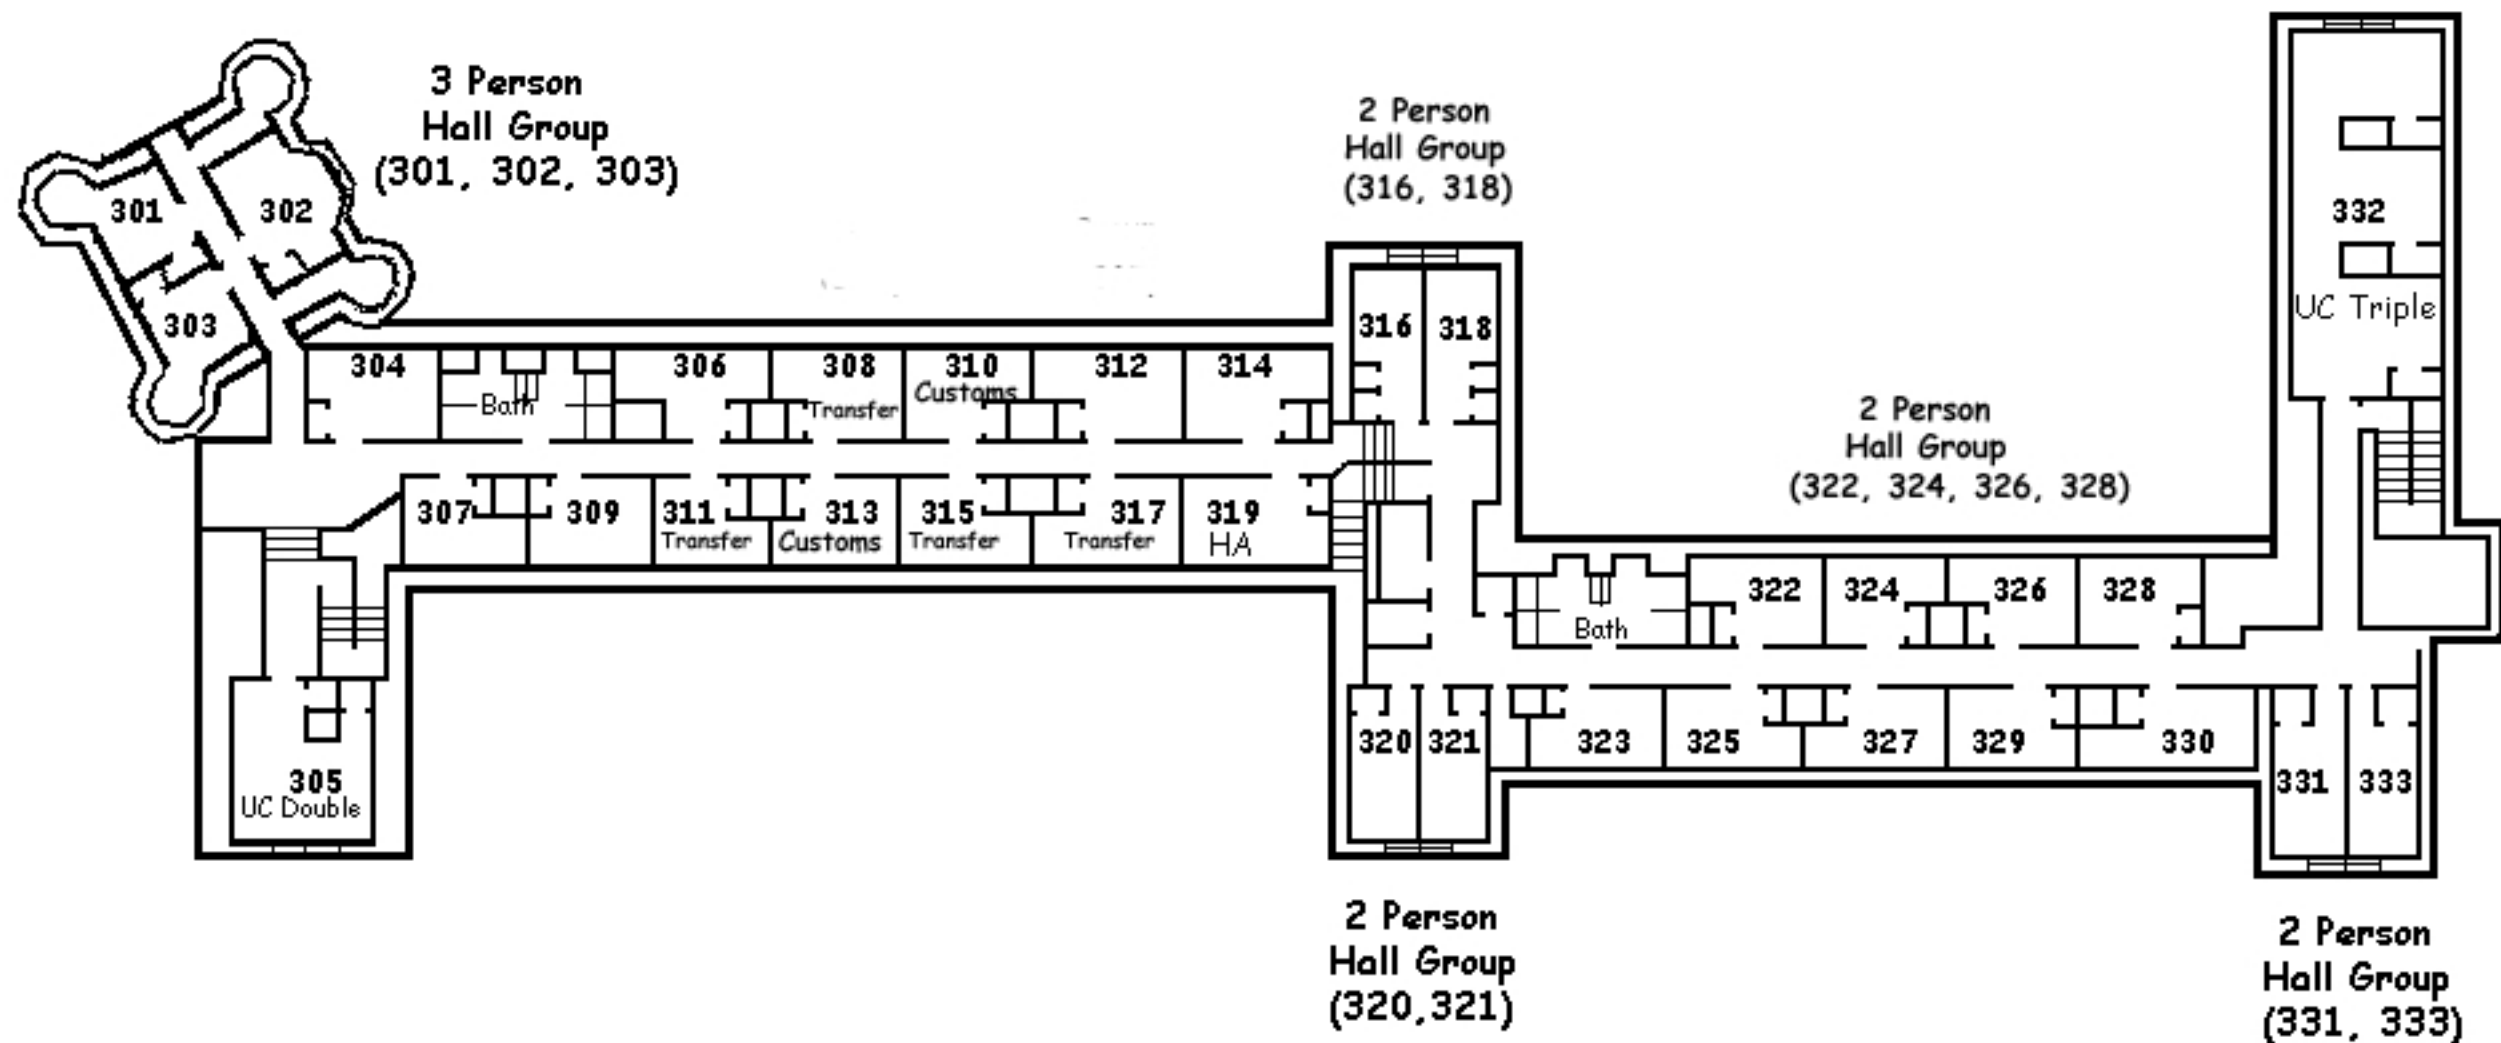 3 Person
Hall Group
(301, 302, 303)
2 Person
Hall Group
(316, 318)
301
302
303
332
UC Triple
316
318
304
306
308
310
312
314
Bath
Transfer
Customs
2 Person
Hall Group
(322, 324, 326, 328)
307
309
311
313
315
317
319
Transfer
Customs
Transfer
Transfer
HA
322
324
326
328
Bath
320
321
323
325
327
329
330
331
333
305
UC Double
2 Person
Hall Group
(320,321)
2 Person
Hall Group
(331, 333)